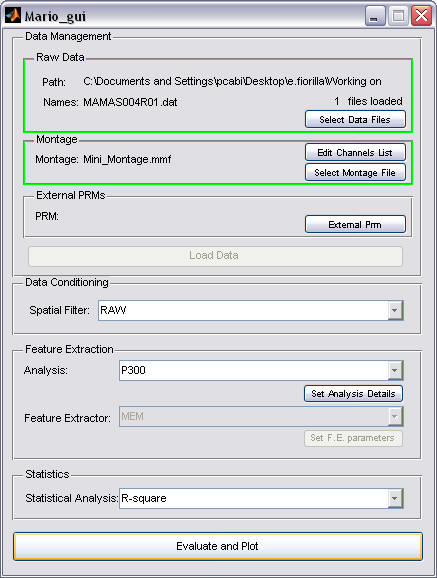 Mario_gui
Data Management
Raw Data
Path: C:\Documents and Settings\pcabi\Desktop\e.fiorilla\Working on
Names: MAMAS004R01.dat 1 files loaded
Select Data Files
Montage
Montage: Mini_Montage.mmf
Edit Channels List
Select Montage File
External PRMs
PRM:
External Prm
Load Data
Data Conditioning
Spatial Filter: RAW
Feature Extraction
Analysis: P300
Set Analysis Details
Feature Extractor: MEM
Set F.E. parameters
Statistics
Statistical Analysis: R-square
Evaluate and Plot